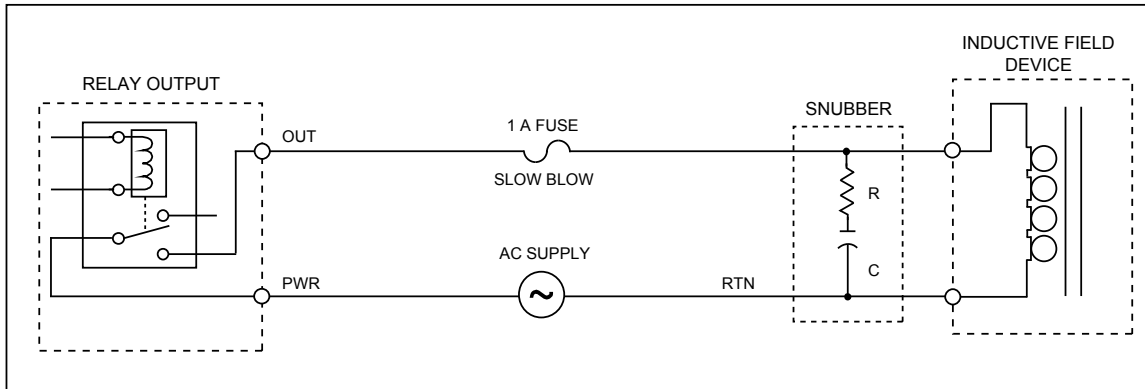 INDUCTIVE FIELD
DEVICE
RELAY OUTPUT
SNUBBER
1 A FUSE
OUT
SLOW BLOW
R
AC SUPPLY
C
PWR
RTN
~